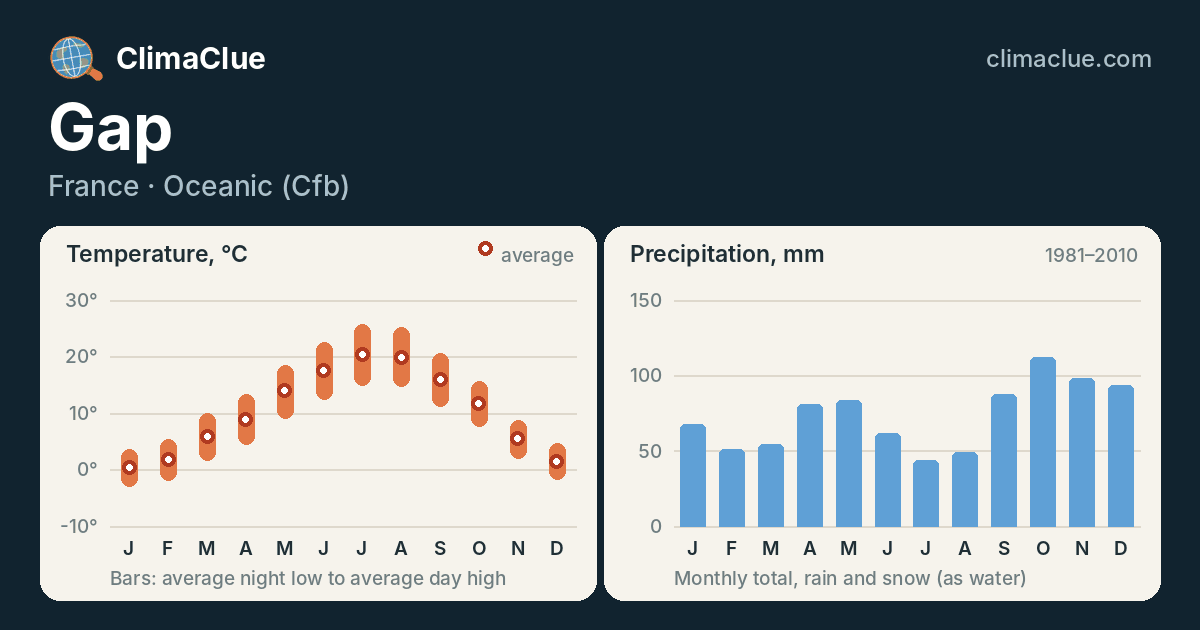 ClimaClue
climaclue.com
Gap
France · Oceanic (Cfb)
Temperature, °C
average
30°
20°
10°
0°
-10°
J F M A M J J A S O N D
Bars: average night low to average day high
Precipitation, mm
1981–2010
150
100
50
0
J F M A M J J A S O N D
Monthly total, rain and snow (as water)